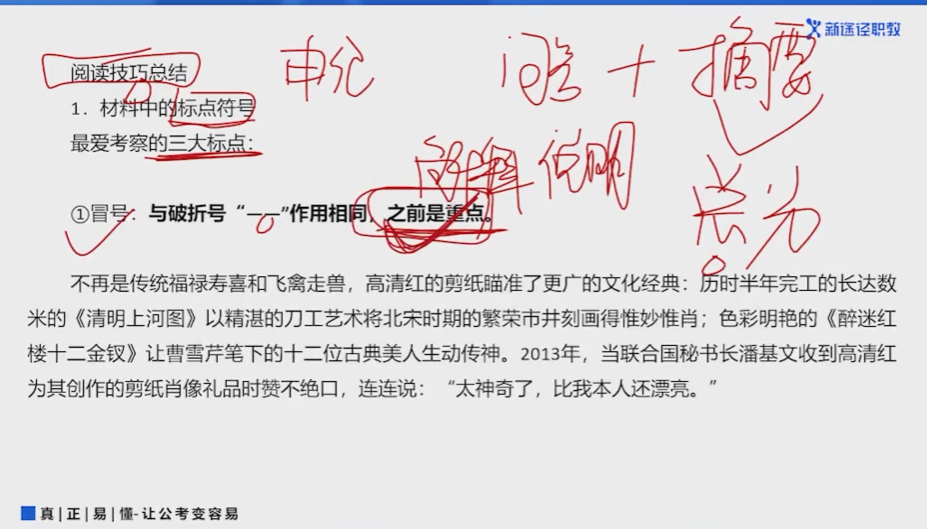 新途径职教
阅读技巧总结
申论 + 摘要
1. 材料中的标点符号
最爱考察的三大标点：
解释 说明
①冒号：与破折号“——”作用相同，之前是重点。
不再是传统福禄寿喜和飞禽走兽，高清红的剪纸瞄准了更广的文化经典：历时半年完工的长达数
米的《清明上河图》以精湛的刀工艺术将北宋时期的繁荣市井刻画得惟妙惟肖；色彩明艳的《醉迷红
楼十二金钗》让曹雪芹笔下的十二位古典美人生动传神。2013年，当联合国秘书长潘基文收到高清红
为其创作的剪纸肖像礼品时赞不绝口，连连说：“太神奇了，比我本人还漂亮。”
真|正|易|懂-让公考变容易